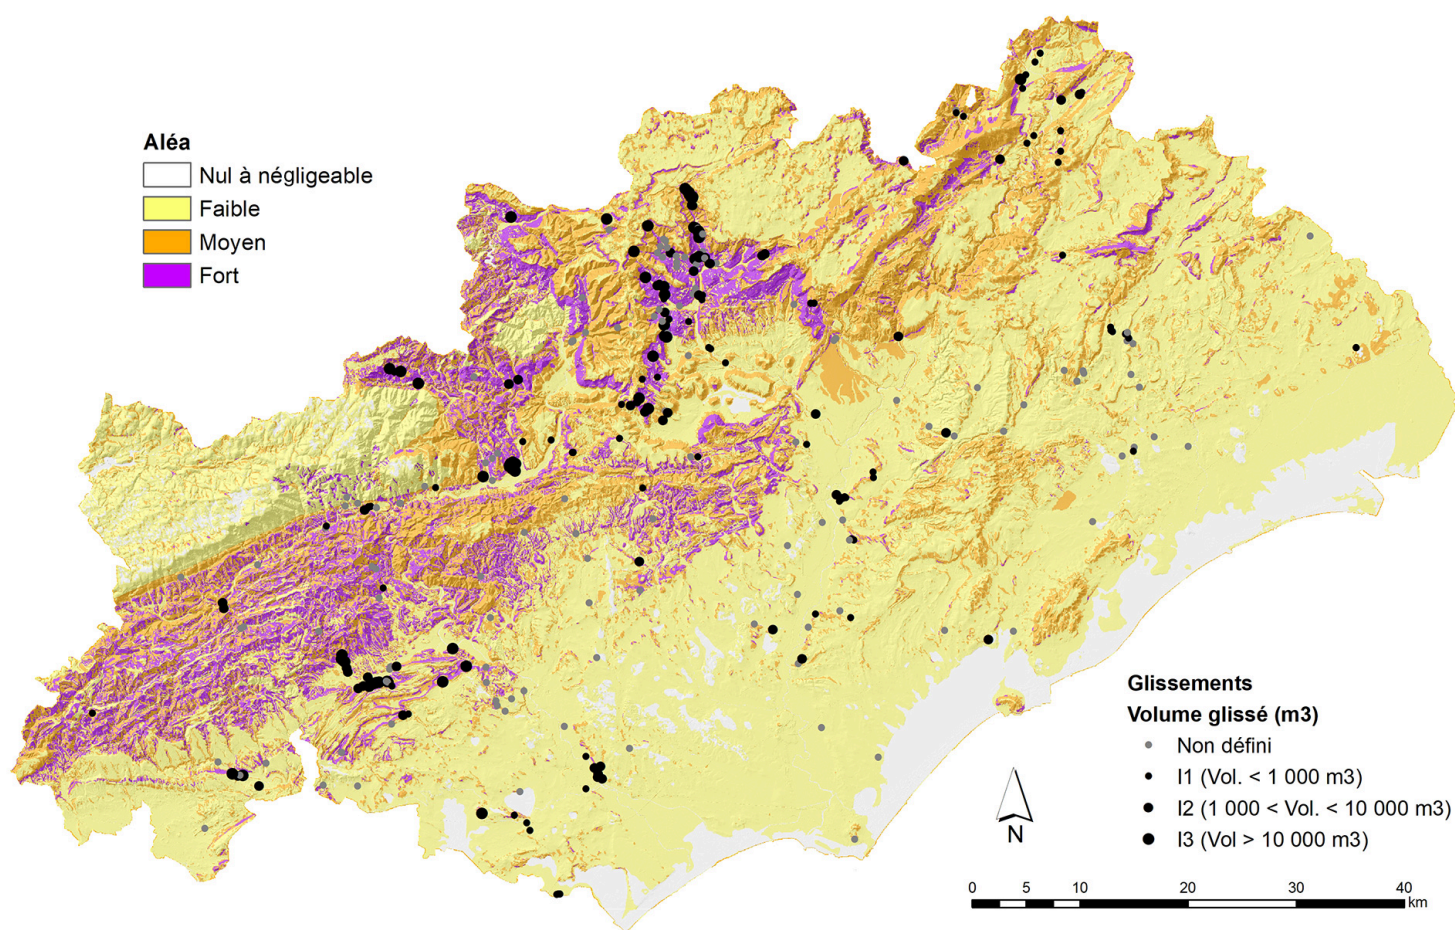 Aléa
Nul à négligeable
Faible
Moyen
Fort
Glissements
Volume glissé (m3)
Non défini
I1 (Vol. < 1 000 m3)
I2 (1 000 < Vol. < 10 000 m3)
I3 (Vol > 10 000 m3)
N
0 5 10 20 30 40
km